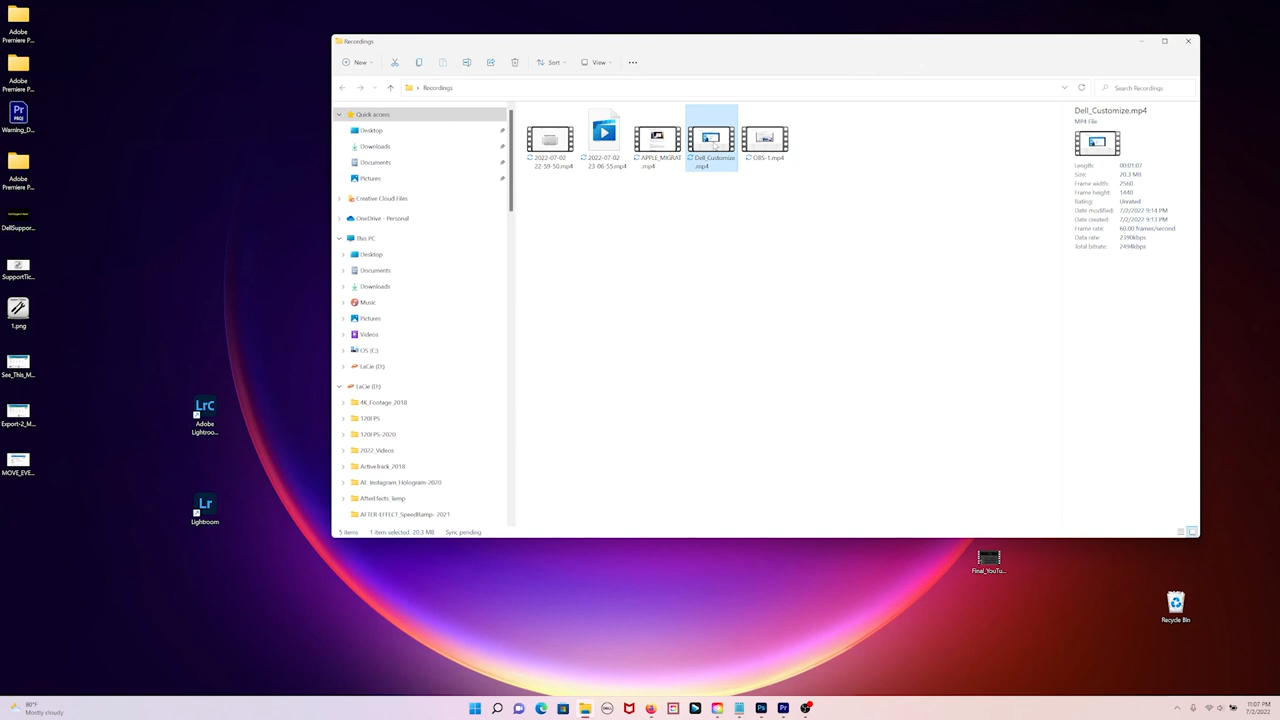 Adobe
Premiere P...
Adobe
Premiere P...
Pr
Warning_D...
DellSuppor...
SupportTic...
1.png
See_This_M...
Export-2_M...
MOVE_EVE...
LrC
Adobe
Lightroo...
Lr
Lightroom
Recordings
New
Sort
View
Recordings
Search Recordings
Quick access
Desktop
Downloads
Documents
Pictures
Creative Cloud Files
OneDrive - Personal
This PC
Desktop
Documents
Downloads
Music
Pictures
Videos
OS (C:)
LaCie (D:)
LaCie (D:)
4K_Footage_2018
120FPS
120FPS-2020
2022_Videos
ActiveTrack_2018
AE_Instagram_Hologram-2020
AfterEffects_Temp
AFTER-EFFECT_SpeedRamp- 2021
2022-07-02
22-59-50.mp4
2022-07-02
23-06-55.mp4
APPLE_MIGRAT
.mp4
Dell_Customize
.mp4
OBS-1.mp4
Dell_Customize.mp4
MP4 File
Length: 00:01:07
Size: 20.3 MB
Frame width: 2560
Frame height: 1440
Rating: Unrated
Date modified: 7/2/2022 9:14 PM
Date created: 7/2/2022 9:13 PM
Frame rate: 60.00 frames/second
Data rate: 2390kbps
Total bitrate: 2494kbps
5 items 1 item selected 20.3 MB Sync pending
Final_YouTu...
Recycle Bin
80°F
Mostly cloudy
DELL
Ps
Pr
11:07 PM
7/2/2022